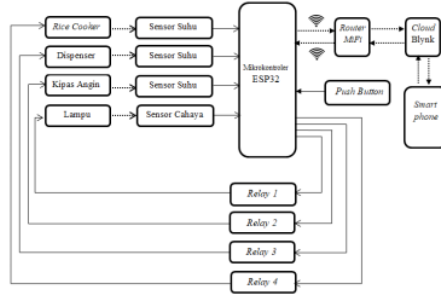 Rice Cooker
Sensor Suhu
Dispenser
Sensor Suhu
Kipas Angin
Sensor Suhu
Lampu
Sensor Cahaya
Mikrokontroler
ESP32
Router
MiFi
Cloud
Blynk
Push Button
Smart
phone
Relay 1
Relay 2
Relay 3
Relay 4